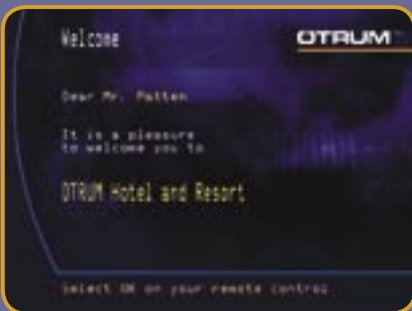 Welcome
OTRUM
Dear Mr. Patten
It is a pleasure
to welcome you to
OTRUM Hotel and Resort
Select OK on your remote control